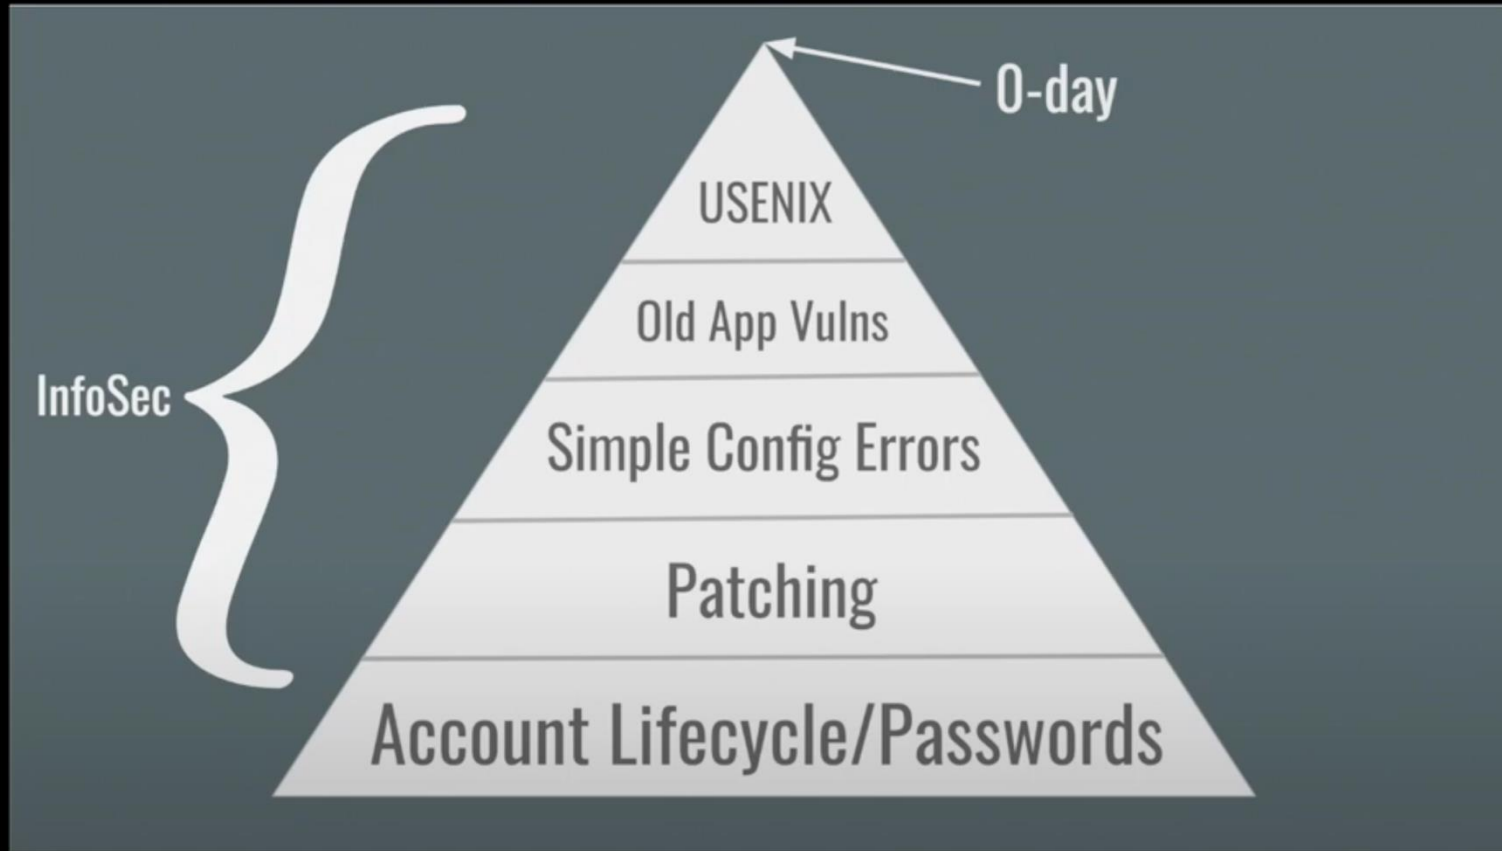 0-day
USENIX
Old App Vulns
InfoSec
Simple Config Errors
Patching
Account Lifecycle/Passwords